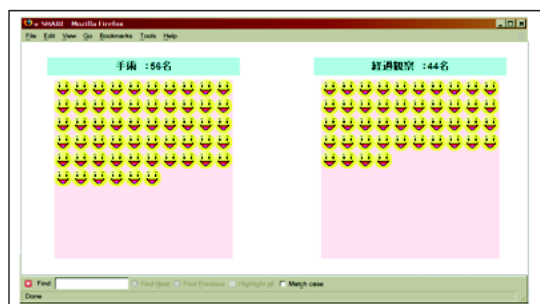 e-SHARE - Mozilla Firefox
File Edit View Go Bookmarks Tools Help
手術 :56名
経過観察 :44名
Find: Find Next Find Previous Highlight all Match case
Done